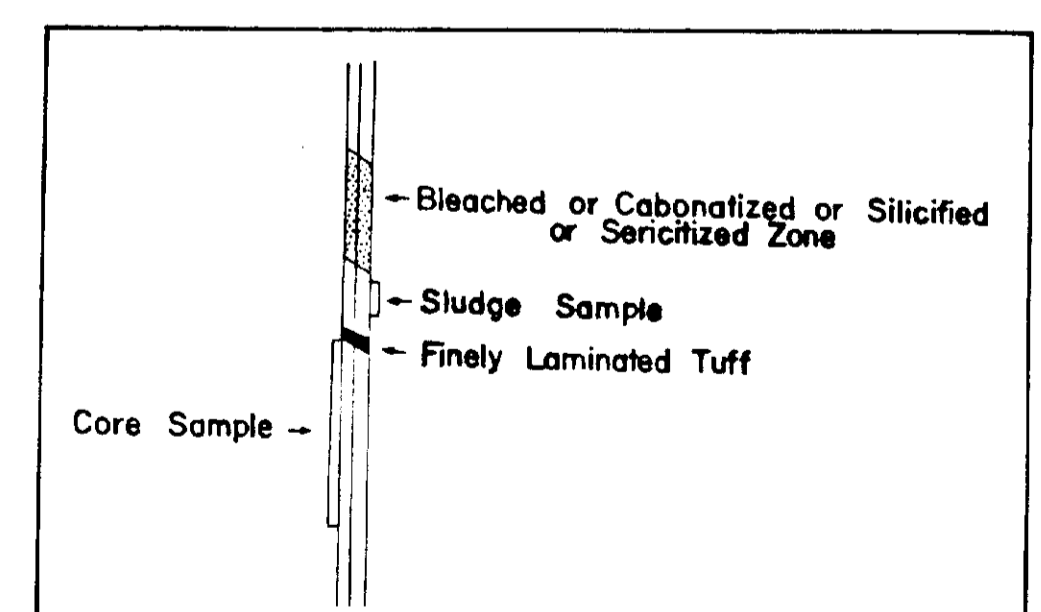 Bleached or Cabonatized or Silicified
or Sericitized Zone
Sludge Sample
Finely Laminated Tuff
Core Sample